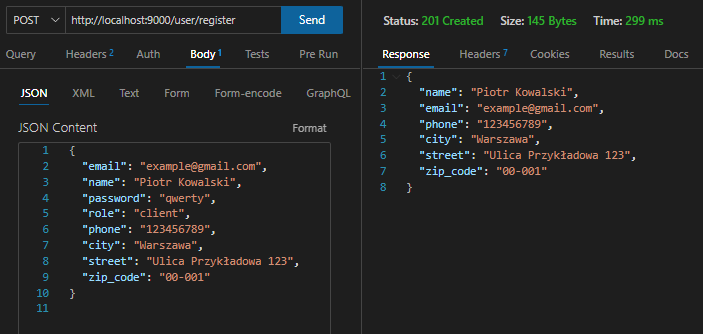 POST http://localhost:9000/user/register Send
Query Headers 2 Auth Body 1 Tests Pre Run
JSON XML Text Form Form-encode GraphQL
JSON Content Format
1 {
2 "email": "example@gmail.com",
3 "name": "Piotr Kowalski",
4 "password": "qwerty",
5 "role": "client",
6 "phone": "123456789",
7 "city": "Warszawa",
8 "street": "Ulica Przykładowa 123",
9 "zip_code": "00-001"
10 }
11
Status: 201 Created Size: 145 Bytes Time: 299 ms
Response Headers 7 Cookies Results Docs
1 {
2 "name": "Piotr Kowalski",
3 "email": "example@gmail.com",
4 "phone": "123456789",
5 "city": "Warszawa",
6 "street": "Ulica Przykładowa 123",
7 "zip_code": "00-001"
8 }